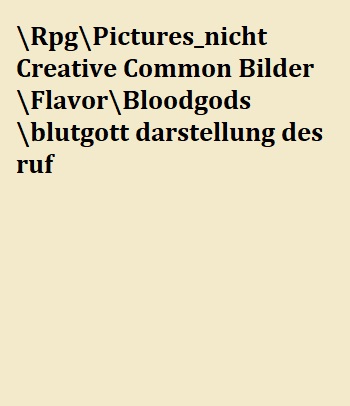 \Rpg\Pictures_nicht
Creative Common Bilder
\Flavor\Bloodgods
\blutgott darstellung des
ruf